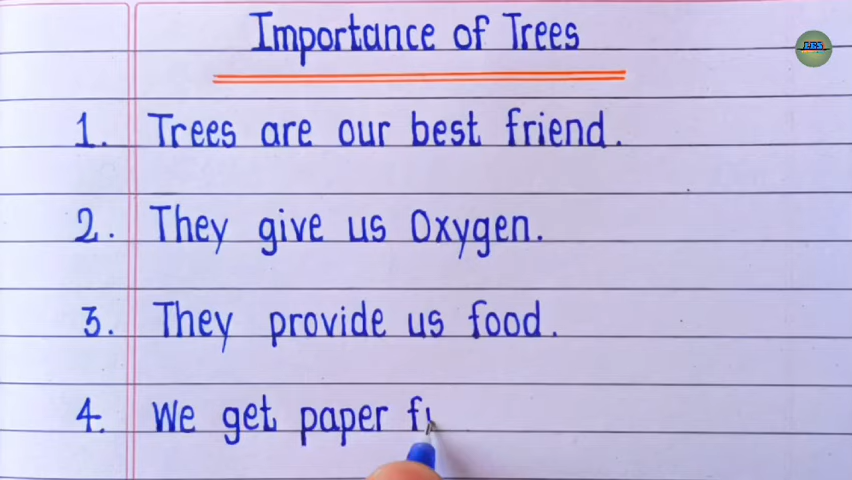 Importance of Trees
1. Trees are our best friend.
2. They give us Oxygen.
3. They provide us food.
4. We get paper